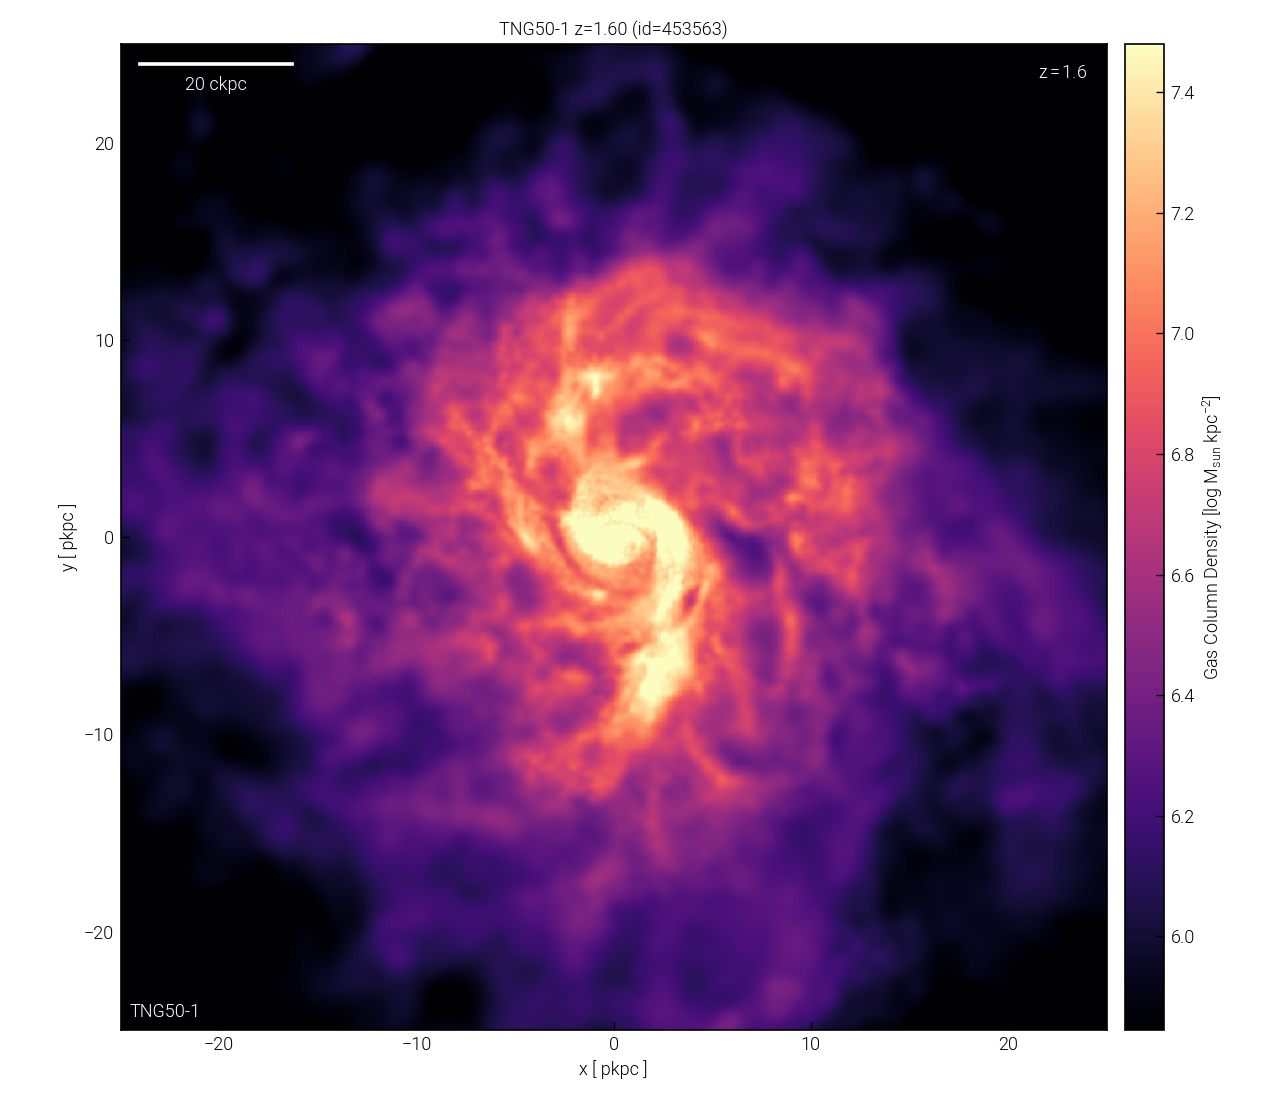 TNG50-1 z=1.60 (id=453563)
20 ckpc
z = 1.6
TNG50-1
20
10
0
−10
−20
y [ pkpc ]
−20
−10
0
10
20
x [ pkpc ]
7.4
7.2
7.0
6.8
6.6
6.4
6.2
6.0
Gas Column Density [log M_sun kpc⁻²]